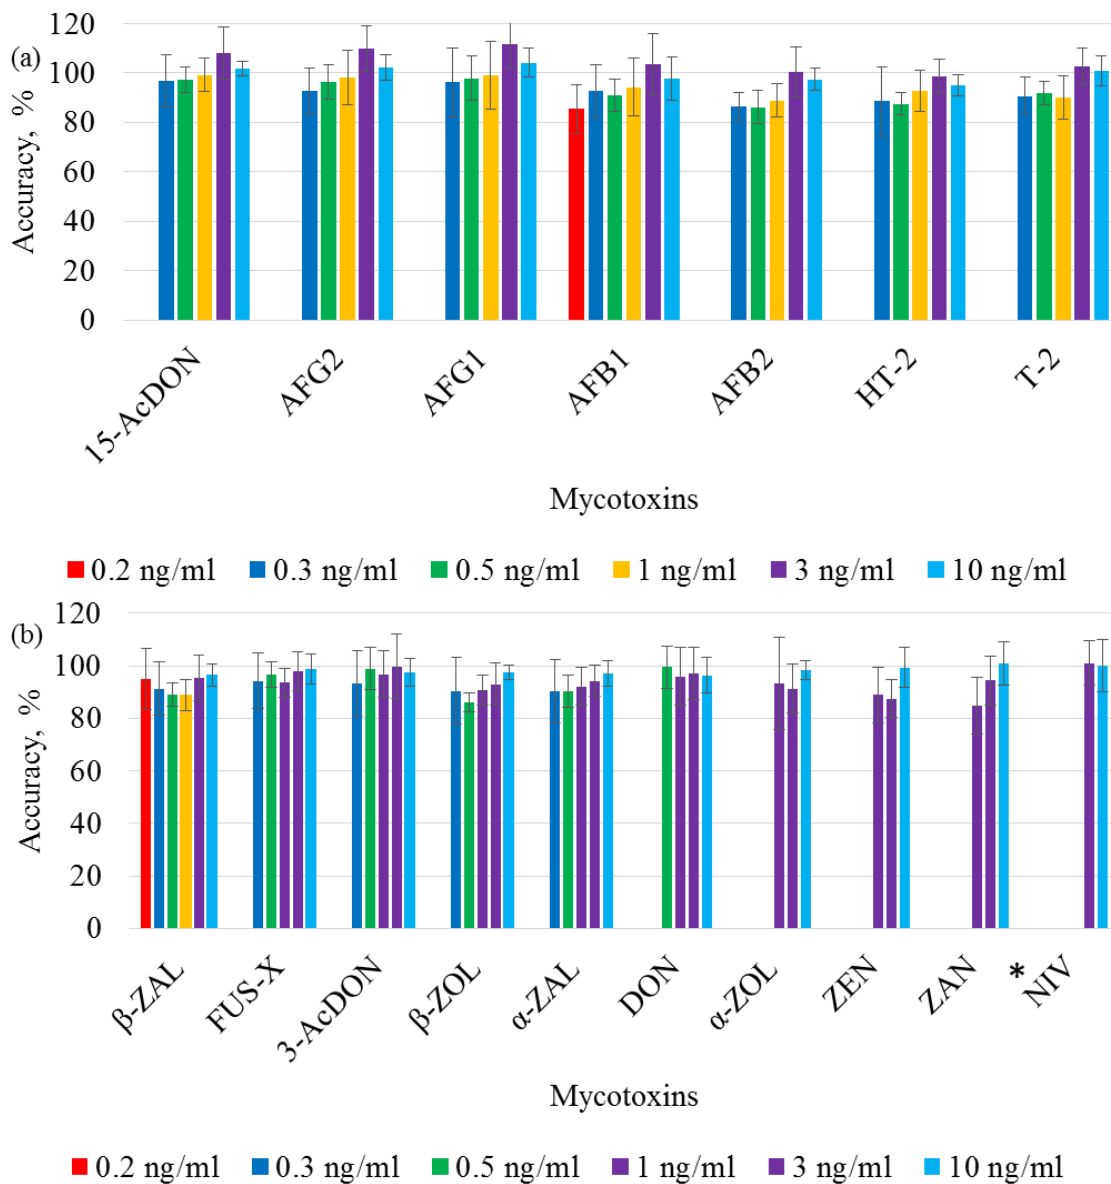 (a)
Accuracy, %
120
100
80
60
40
20
0
15-AcDON AFG2 AFG1 AFB1 AFB2 HT-2 T-2
Mycotoxins
0.2 ng/ml 0.3 ng/ml 0.5 ng/ml 1 ng/ml 3 ng/ml 10 ng/ml
(b)
Accuracy, %
120
100
80
60
40
20
0
β-ZAL FUS-X 3-AcDON β-ZOL α-ZAL DON α-ZOL ZEN ZAN * NIV
Mycotoxins
0.2 ng/ml 0.3 ng/ml 0.5 ng/ml 1 ng/ml 3 ng/ml 10 ng/ml